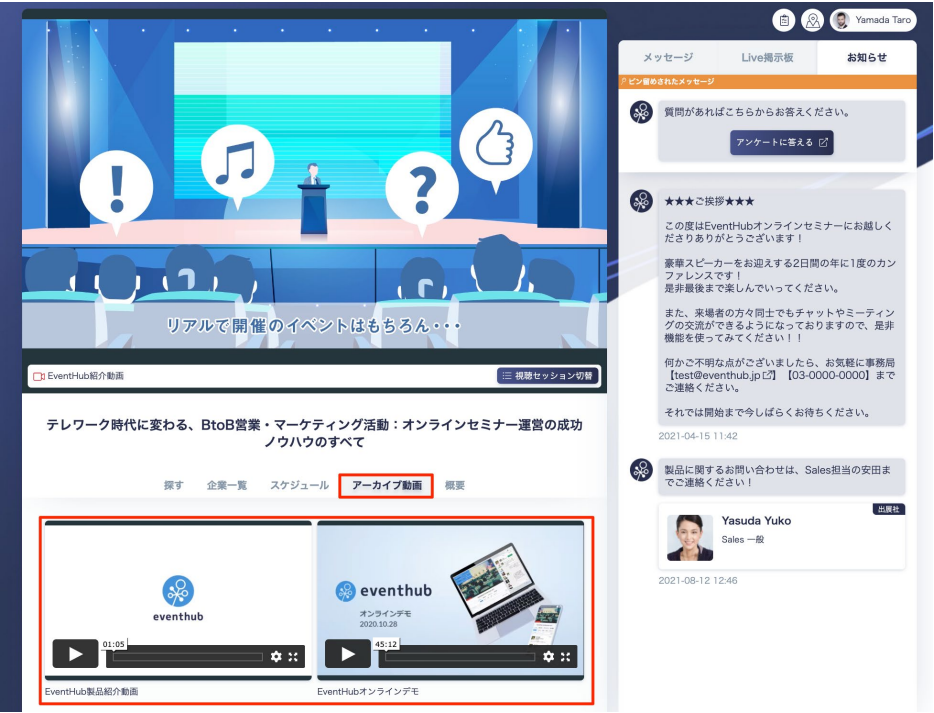 Yamada Taro
リアルで開催のイベントはもちろん・・・
EventHub紹介動画
視聴セッション切替
テレワーク時代に変わる、BtoB営業・マーケティング活動：オンラインセミナー運営の成功
ノウハウのすべて
探す 企業一覧 スケジュール アーカイブ動画 概要
eventhub
01:05
EventHub製品紹介動画
eventhub
オンラインデモ
2020.10.28
45:12
EventHubオンラインデモ
メッセージ Live掲示板 お知らせ
ピン留めされたメッセージ
質問があればこちらからお答えください。
アンケートに答える
★★★ご挨拶★★★
この度はEventHubオンラインセミナーにお越しく
ださりありがとうございます！
豪華スピーカーをお迎えする2日間の年に1度のカン
ファレンスです！
是非最後まで楽しんでいってください。
また、来場者の方々同士でもチャットやミーティン
グの交流ができるようになっておりますので、是非
機能を使ってみてください！！
何かご不明な点がございましたら、お気軽に事務局
【test@eventhub.jp】【03-0000-0000】まで
ご連絡ください。
それでは開始まで今しばらくお待ちください。
2021-04-15 11:42
製品に関するお問い合わせは、Sales担当の安田ま
でご連絡ください！
出展社
Yasuda Yuko
Sales 一般
2021-08-12 12:46